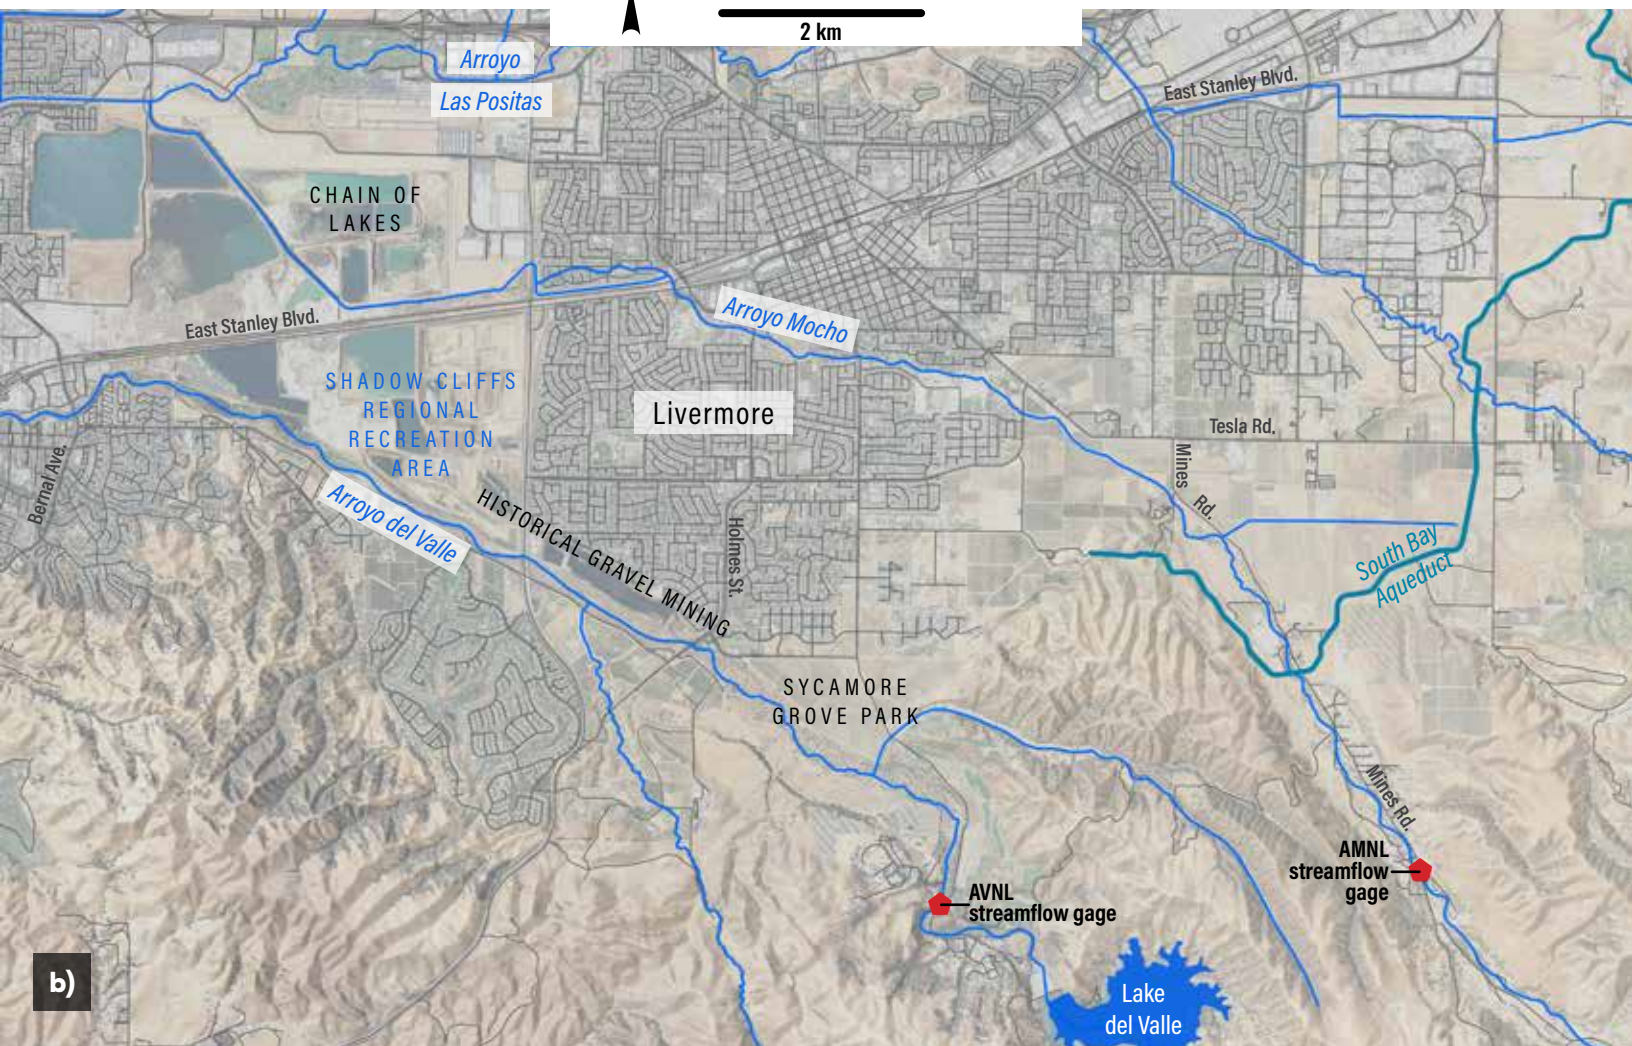 2 km
Arroyo
Las Positas
East Stanley Blvd.
CHAIN OF
LAKES
East Stanley Blvd.
Arroyo Mocho
SHADOW CLIFFS
REGIONAL
RECREATION
AREA
Livermore
Tesla Rd.
Mines
Rd.
Bernal Ave.
Arroyo del Valle
HISTORICAL GRAVEL MINING
Holmes St.
South Bay
Aqueduct
SYCAMORE
GROVE PARK
Mines Rd.
AMNL
streamflow
gage
AVNL
streamflow gage
b)
Lake
del Valle